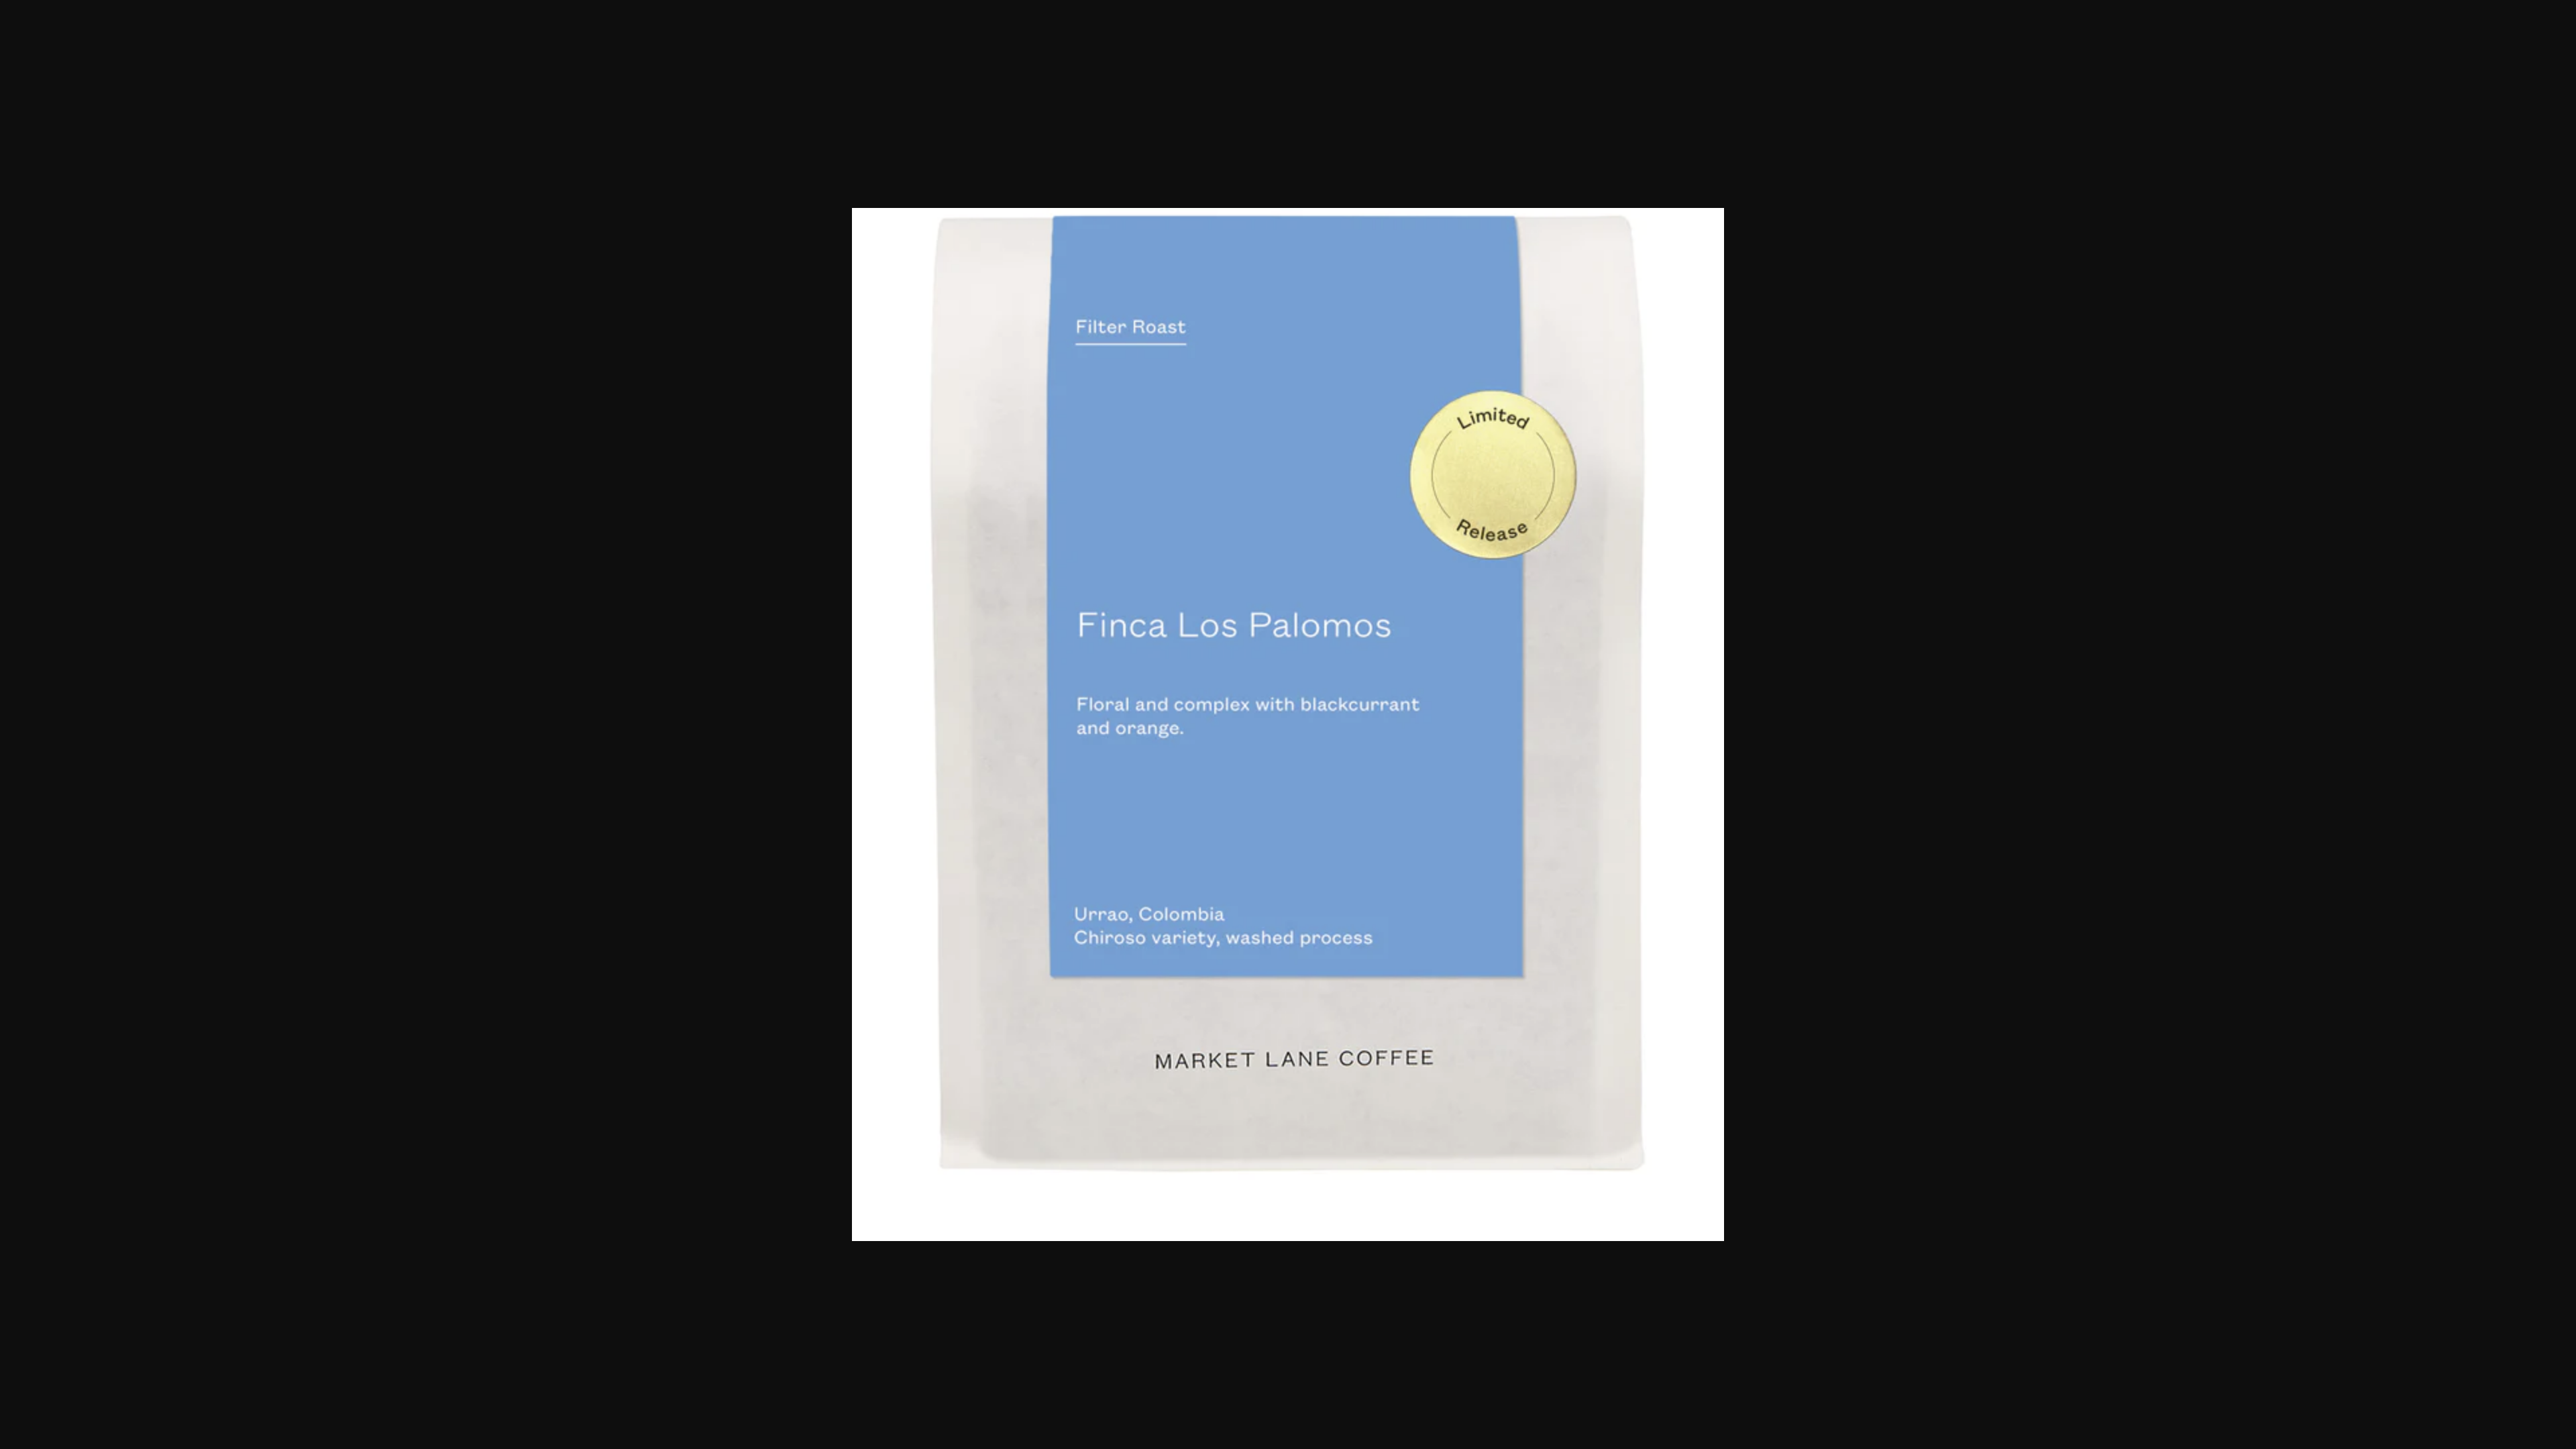 Filter Roast
Limited
Release
Finca Los Palomos
Floral and complex with blackcurrant
and orange.
Urrao, Colombia
Chiroso variety, washed process
MARKET LANE COFFEE